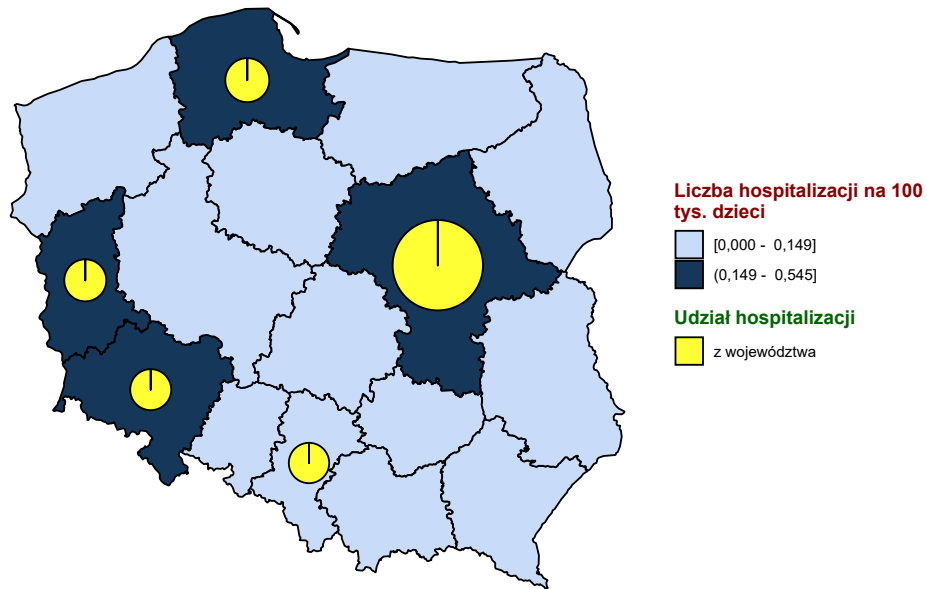 Liczba hospitalizacji na 100
tys. dzieci
[0,000 - 0,149]
(0,149 - 0,545]
Udział hospitalizacji
z województwa